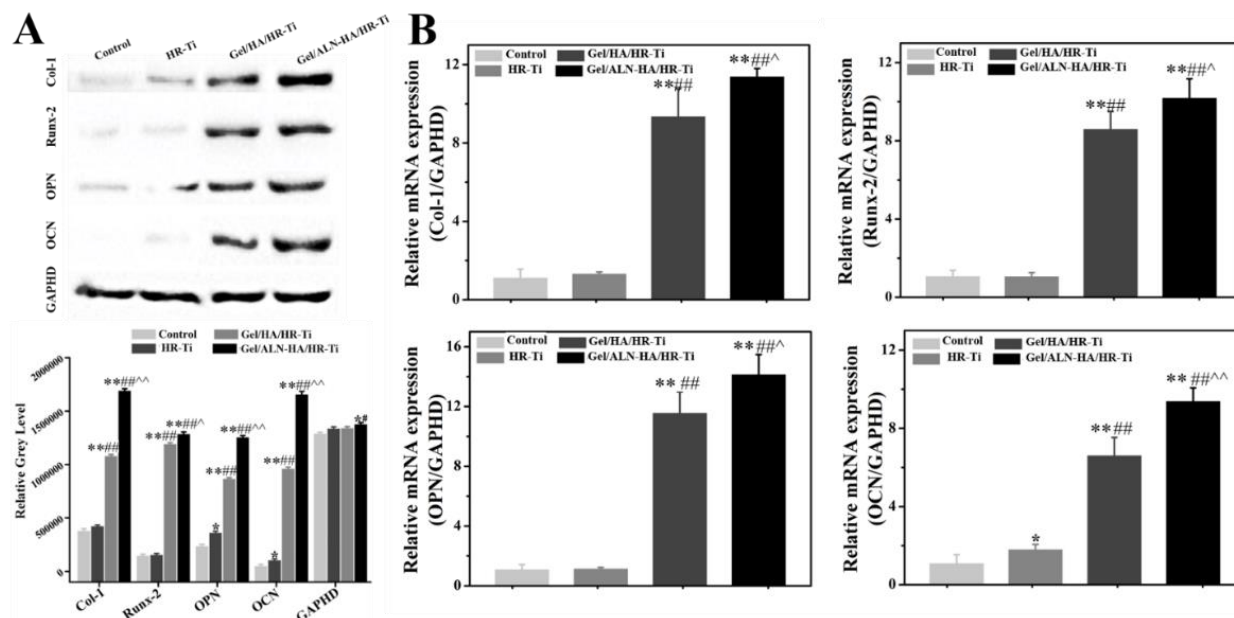 A
Control HR-Ti Gel/HA/HR-Ti Gel/ALN-HA/HR-Ti
Col-1
Runx-2
OPN
OCN
GAPHD
Control Gel/HA/HR-Ti
HR-Ti Gel/ALN-HA/HR-Ti
Relative Grey Level
2000000
1500000
1000000
500000
0
**## **##^^
**## **##^
* **## **##^^
* **## **##^^
*#
Col-1 Runx-2 OPN OCN GAPHD
B
Control Gel/HA/HR-Ti
HR-Ti Gel/ALN-HA/HR-Ti
Relative mRNA expression
(Col-1/GAPHD)
12
8
4
0
**## **##^
Control Gel/HA/HR-Ti
HR-Ti Gel/ALN-HA/HR-Ti
Relative mRNA expression
(Runx-2/GAPHD)
12
9
6
3
0
**## **##^
Control Gel/HA/HR-Ti
HR-Ti Gel/ALN-HA/HR-Ti
Relative mRNA expression
(OPN/GAPHD)
16
12
8
4
0
** ## **##^
Control Gel/HA/HR-Ti
HR-Ti Gel/ALN-HA/HR-Ti
Relative mRNA expression
(OCN/GAPHD)
12
9
6
3
0
* **## **##^^